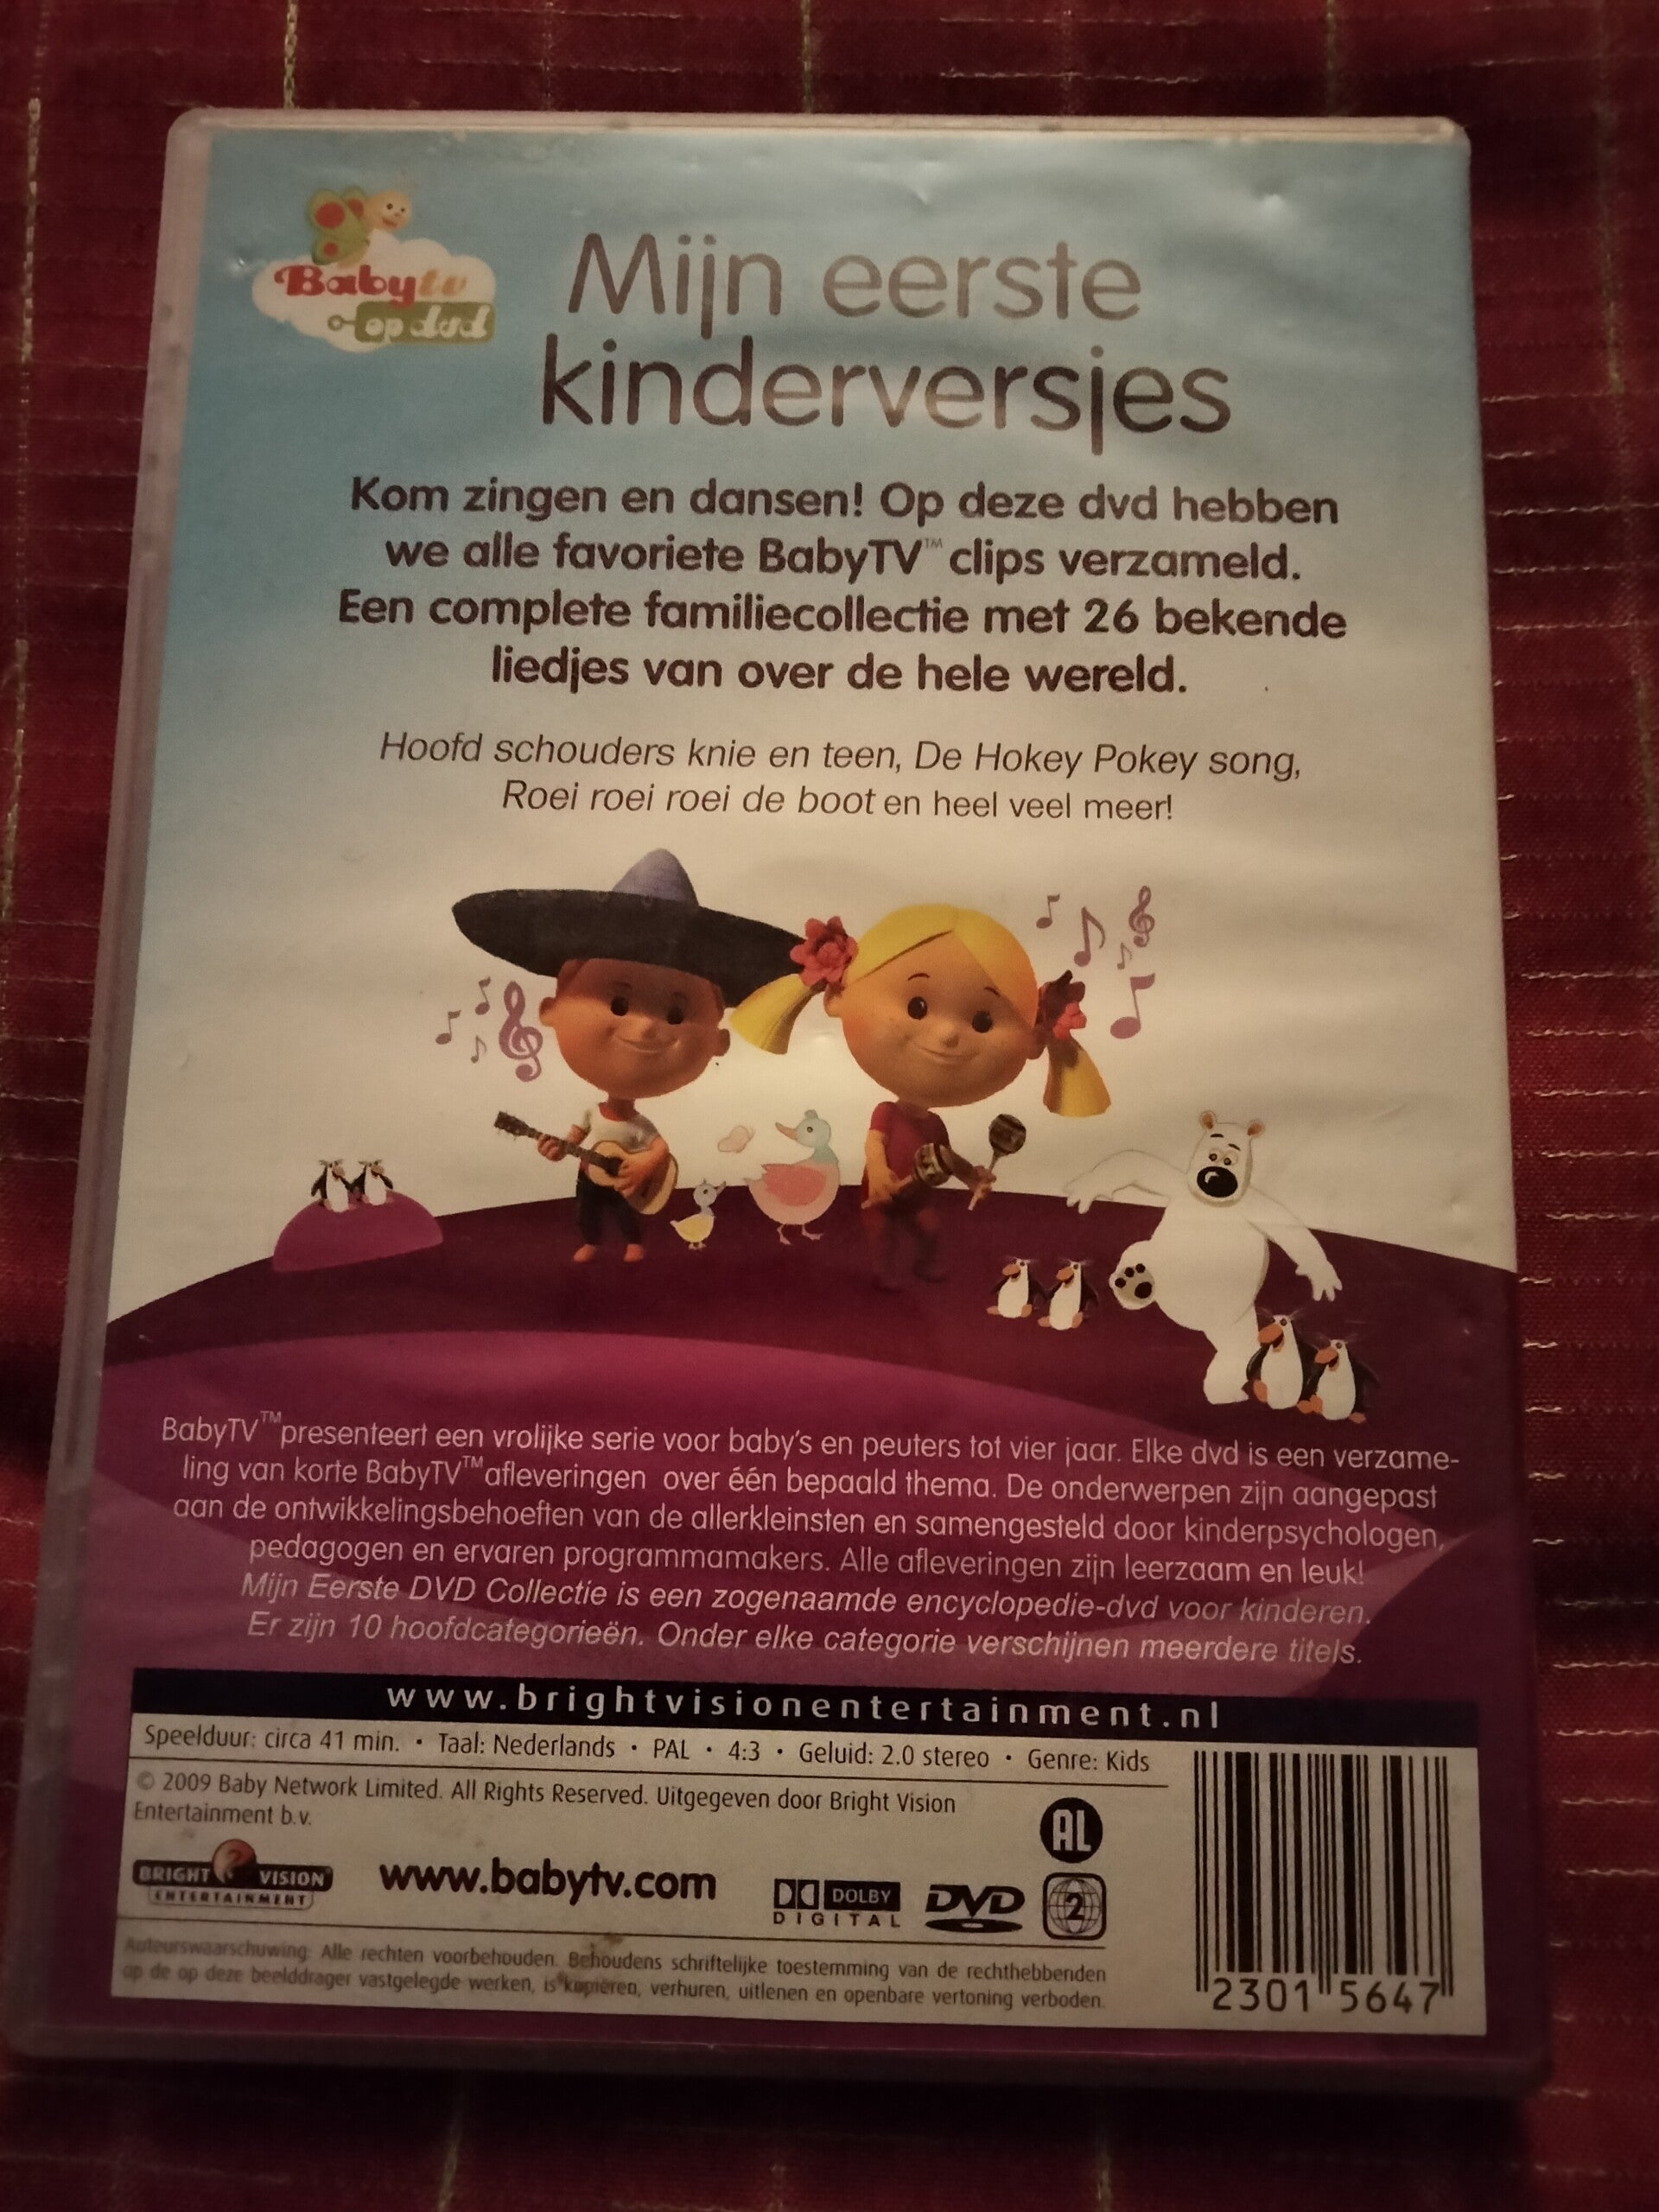 Babytv
op dvd
Mijn eerste
kinderversjes
Kom zingen en dansen! Op deze dvd hebben
we alle favoriete BabyTV™ clips verzameld.
Een complete familiecollectie met 26 bekende
liedjes van over de hele wereld.
Hoofd schouders knie en teen, De Hokey Pokey song,
Roei roei roei de boot en heel veel meer!
BabyTV™ presenteert een vrolijke serie voor baby's en peuters tot vier jaar. Elke dvd is een verzame-
ling van korte BabyTV™ afleveringen over één bepaald thema. De onderwerpen zijn aangepast
aan de ontwikkelingsbehoeften van de allerkleinsten en samengesteld door kinderpsychologen,
pedagogen en ervaren programmamakers. Alle afleveringen zijn leerzaam en leuk!
Mijn Eerste DVD Collectie is een zogenaamde encyclopedie-dvd voor kinderen.
Er zijn 10 hoofdcategorieën. Onder elke categorie verschijnen meerdere titels.
www.brightvisionentertainment.nl
Speelduur: circa 41 min. • Taal: Nederlands • PAL • 4:3 • Geluid: 2.0 stereo • Genre: Kids
© 2009 Baby Network Limited. All Rights Reserved. Uitgegeven door Bright Vision
Entertainment b.v.
AL
BRIGHT VISION
ENTERTAINMENT
www.babytv.com
DOLBY
DIGITAL
DVD
2
Auteurswaarschuwing: Alle rechten voorbehouden. Behoudens schriftelijke toestemming van de rechthebbenden
op de op deze beelddrager vastgelegde werken, is kopiëren, verhuren, uitlenen en openbare vertoning verboden.
2301 5647